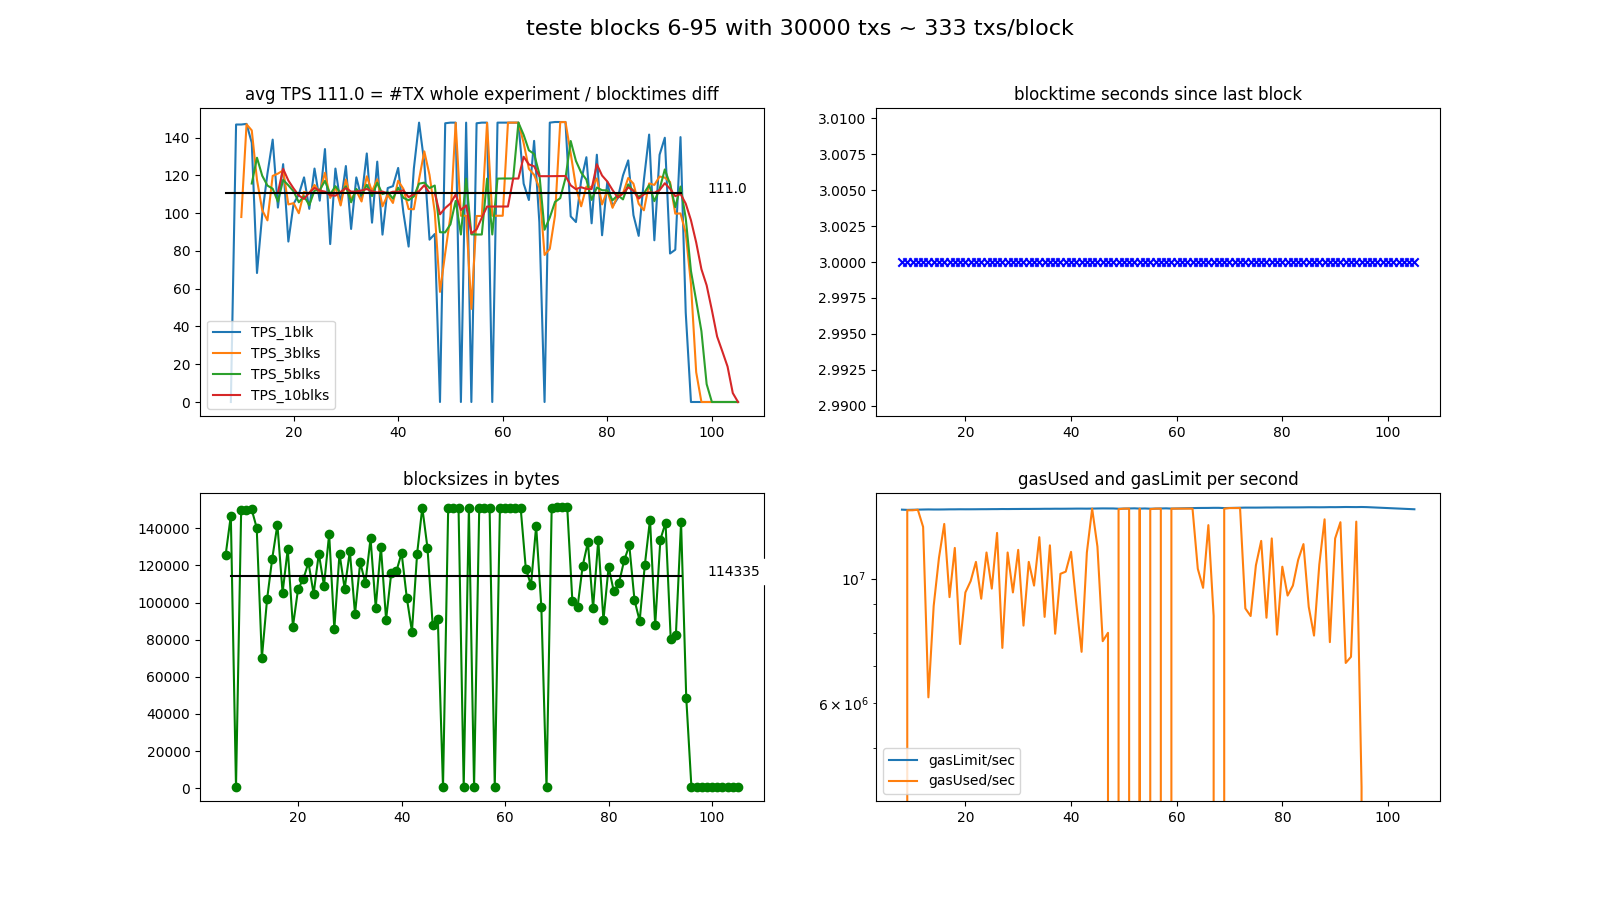 teste blocks 6-95 with 30000 txs ~ 333 txs/block
avg TPS 111.0 = #TX whole experiment / blocktimes diff
140
120
100
80
60
40
20
0
111.0
TPS_1blk
TPS_3blks
TPS_5blks
TPS_10blks
20 40 60 80 100
blocktime seconds since last block
3.0100
3.0075
3.0050
3.0025
3.0000
2.9975
2.9950
2.9925
2.9900
20 40 60 80 100
blocksizes in bytes
140000
120000
100000
80000
60000
40000
20000
0
114335
20 40 60 80 100
gasUsed and gasLimit per second
10⁷
6 × 10⁶
gasLimit/sec
gasUsed/sec
20 40 60 80 100